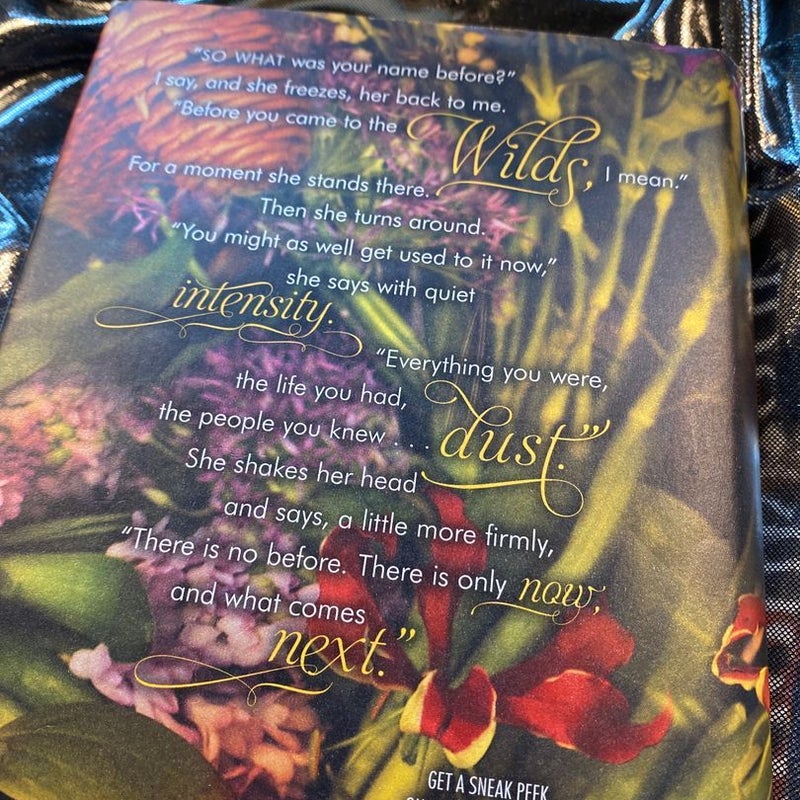 "SO WHAT was your name before?"
I say, and she freezes, her back to me.
"Before you came to the Wilds, I mean."
For a moment she stands there.
Then she turns around.
"You might as well get used to it now,"
she says with quiet
intensity.
"Everything you were,
the life you had,
the people you knew . . . dust."
She shakes her head
and says, a little more firmly,
"There is no before. There is only now,
and what comes
next."
GET A SNEAK PEEK